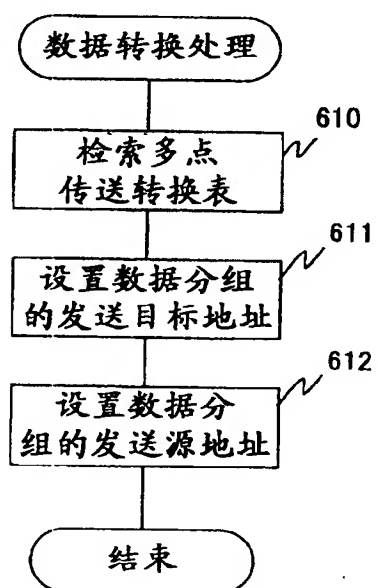 数据转换处理
610
检索多点
传送转换表
611
设置数据分组
的发送目标地址
612
设置数据分
组的发送源地址
结束